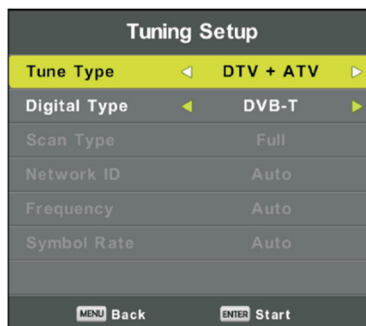 Tuning Setup
Tune Type DTV + ATV
Digital Type DVB-T
Scan Type Full
Network ID Auto
Frequency Auto
Symbol Rate Auto
MENU Back ENTER Start